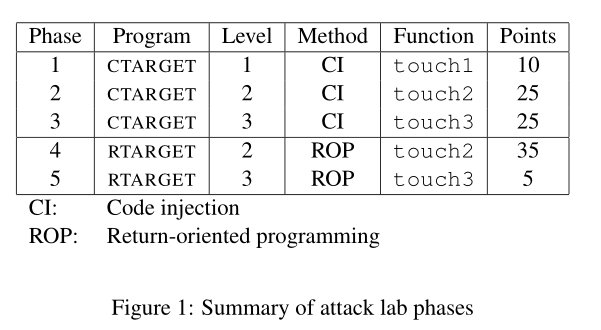 Phase Program Level Method Function Points
1 CTARGET 1 CI touch1 10
2 CTARGET 2 CI touch2 25
3 CTARGET 3 CI touch3 25
4 RTARGET 2 ROP touch2 35
5 RTARGET 3 ROP touch3 5
CI: Code injection
ROP: Return-oriented programming
Figure 1: Summary of attack lab phases